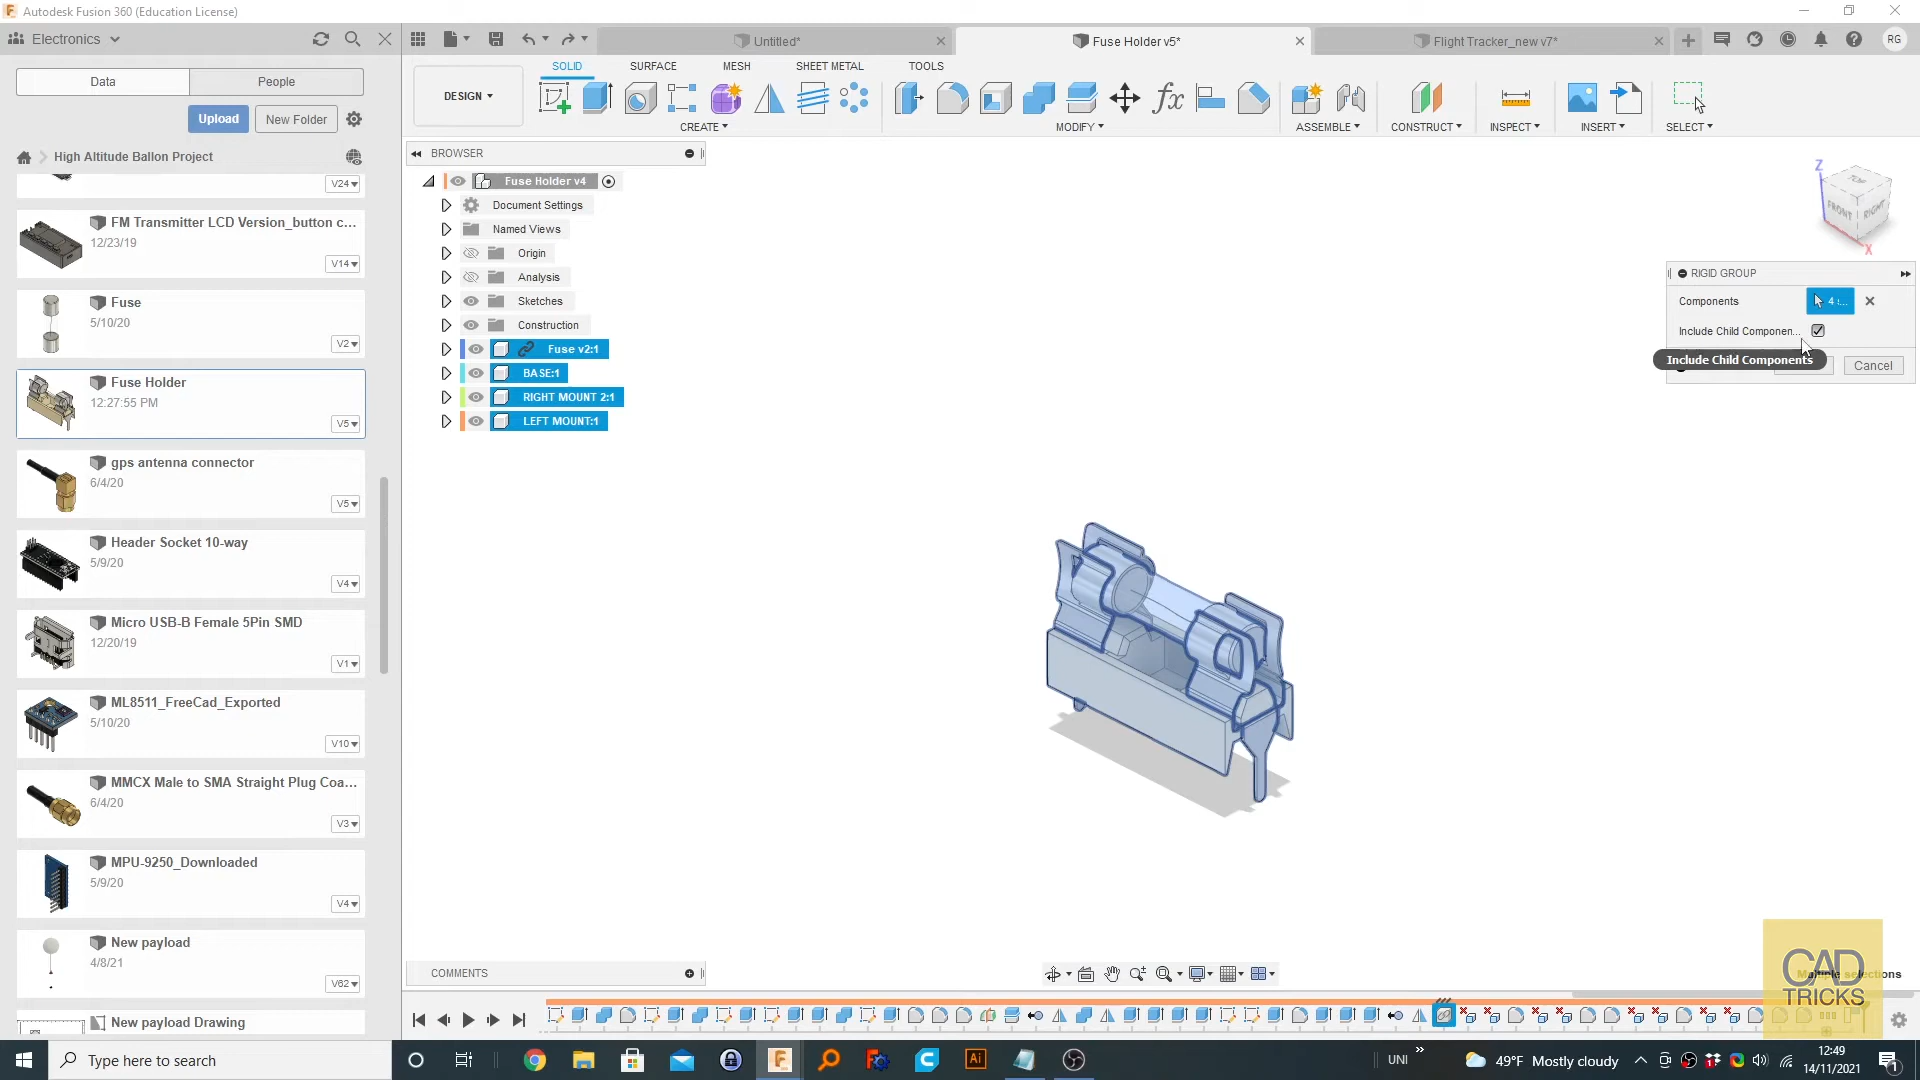 Autodesk Fusion 360 (Education License)
Electronics
Untitled*
Fuse Holder v5*
Flight Tracker_new v7*
RG
Data
People
SOLID
SURFACE
MESH
SHEET METAL
TOOLS
DESIGN
CREATE
MODIFY
ASSEMBLE
CONSTRUCT
INSPECT
INSERT
SELECT
Upload
New Folder
High Altitude Ballon Project
BROWSER
V24
FM Transmitter LCD Version_button c...
12/23/19
V14
Fuse
5/10/20
V2
Fuse Holder
12:27:55 PM
V5
gps antenna connector
6/4/20
V5
Header Socket 10-way
5/9/20
V4
Micro USB-B Female 5Pin SMD
12/20/19
V1
ML8511_FreeCad_Exported
5/10/20
V10
MMCX Male to SMA Straight Plug Coa...
6/4/20
V3
MPU-9250_Downloaded
5/9/20
V4
New payload
4/8/21
V62
New payload Drawing
Fuse Holder v4
Document Settings
Named Views
Origin
Analysis
Sketches
Construction
Fuse v2:1
BASE:1
RIGHT MOUNT 2:1
LEFT MOUNT:1
Z
TOP
FRONT
RIGHT
X
RIGID GROUP
Components
4
Include Child Componen...
Include Child Components
Cancel
COMMENTS
Multiple selections
CAD
TRICKS
Type here to search
UNI
49°F Mostly cloudy
12:49
14/11/2021
1